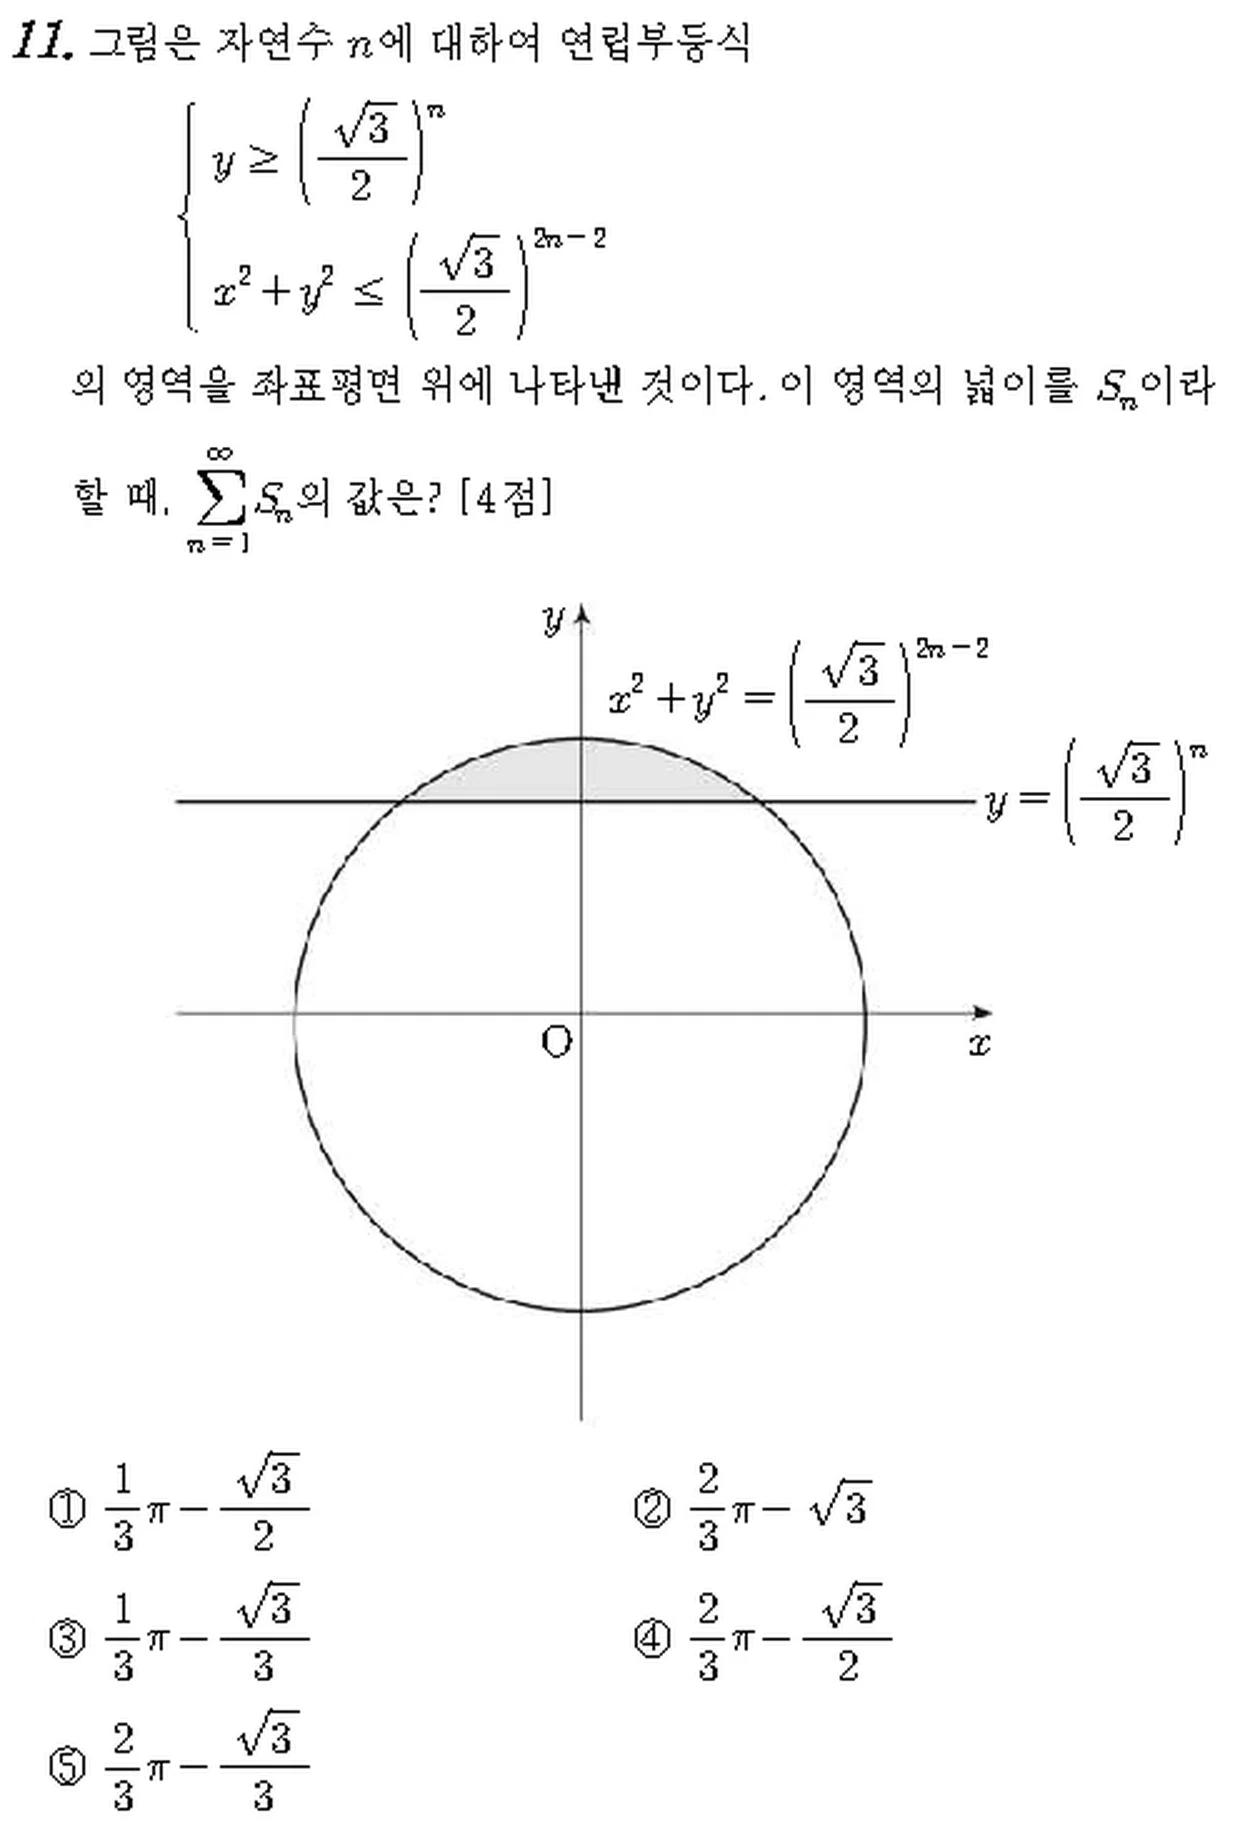 11. 그림은 자연수 n에 대하여 연립부등식
{ y ≥ (√3/2)^n
x² + y² ≤ (√3/2)^(2n-2)
의 영역을 좌표평면 위에 나타낸 것이다. 이 영역의 넓이를 Sₙ이라
할 때, ∑_{n=1}^{∞} Sₙ의 값은? [4점]
y
x² + y² = (√3/2)^(2n-2)
y = (√3/2)^n
O
x
① 1/3 π - √3/2
② 2/3 π - √3
③ 1/3 π - √3/3
④ 2/3 π - √3/2
⑤ 2/3 π - √3/3